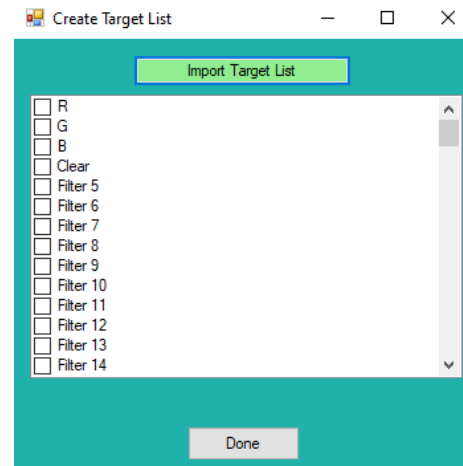 Create Target List
Import Target List
R
G
B
Clear
Filter 5
Filter 6
Filter 7
Filter 8
Filter 9
Filter 10
Filter 11
Filter 12
Filter 13
Filter 14
Done